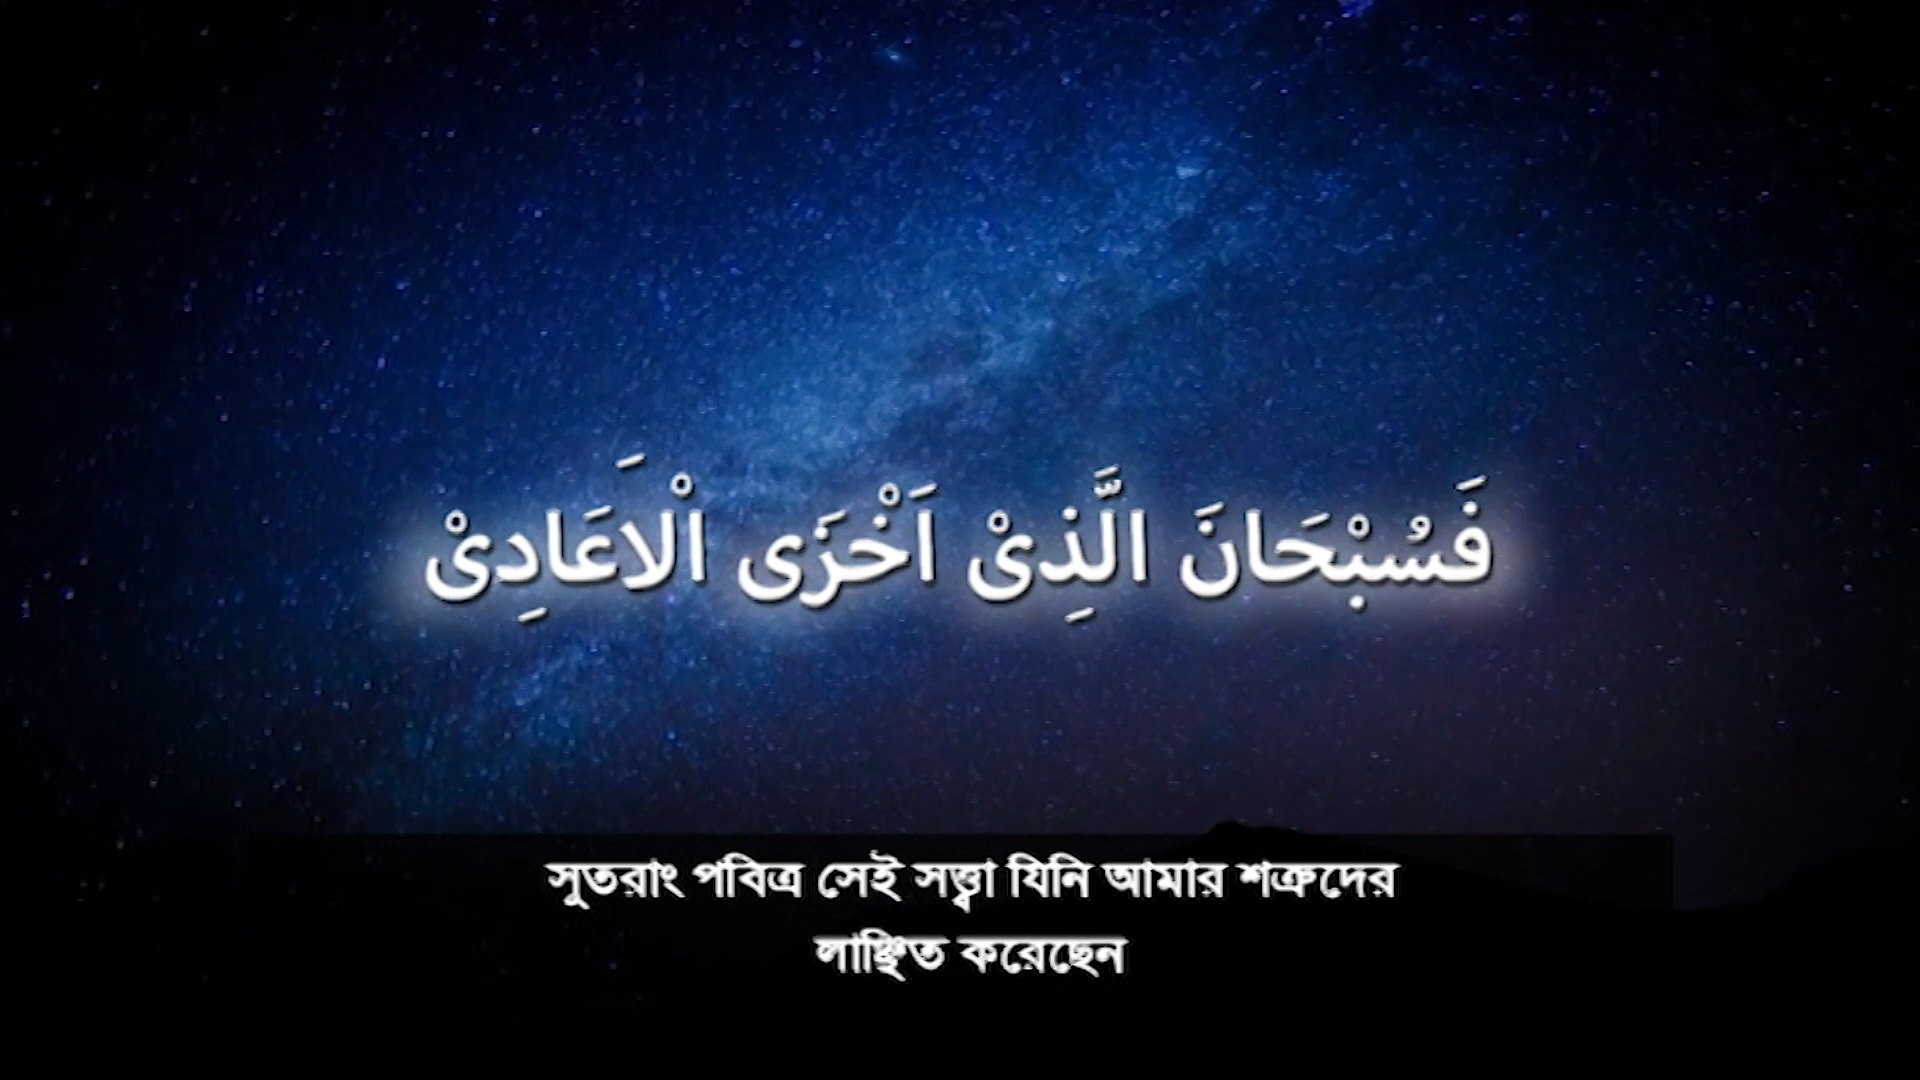 فَسُبْحَانَ الَّذِیْ اَخْزَی الْاَعَادِیْ
সুতরাং পবিত্র সেই সত্ত্বা যিনি আমার শত্রুদের
লাঞ্ছিত করেছেন